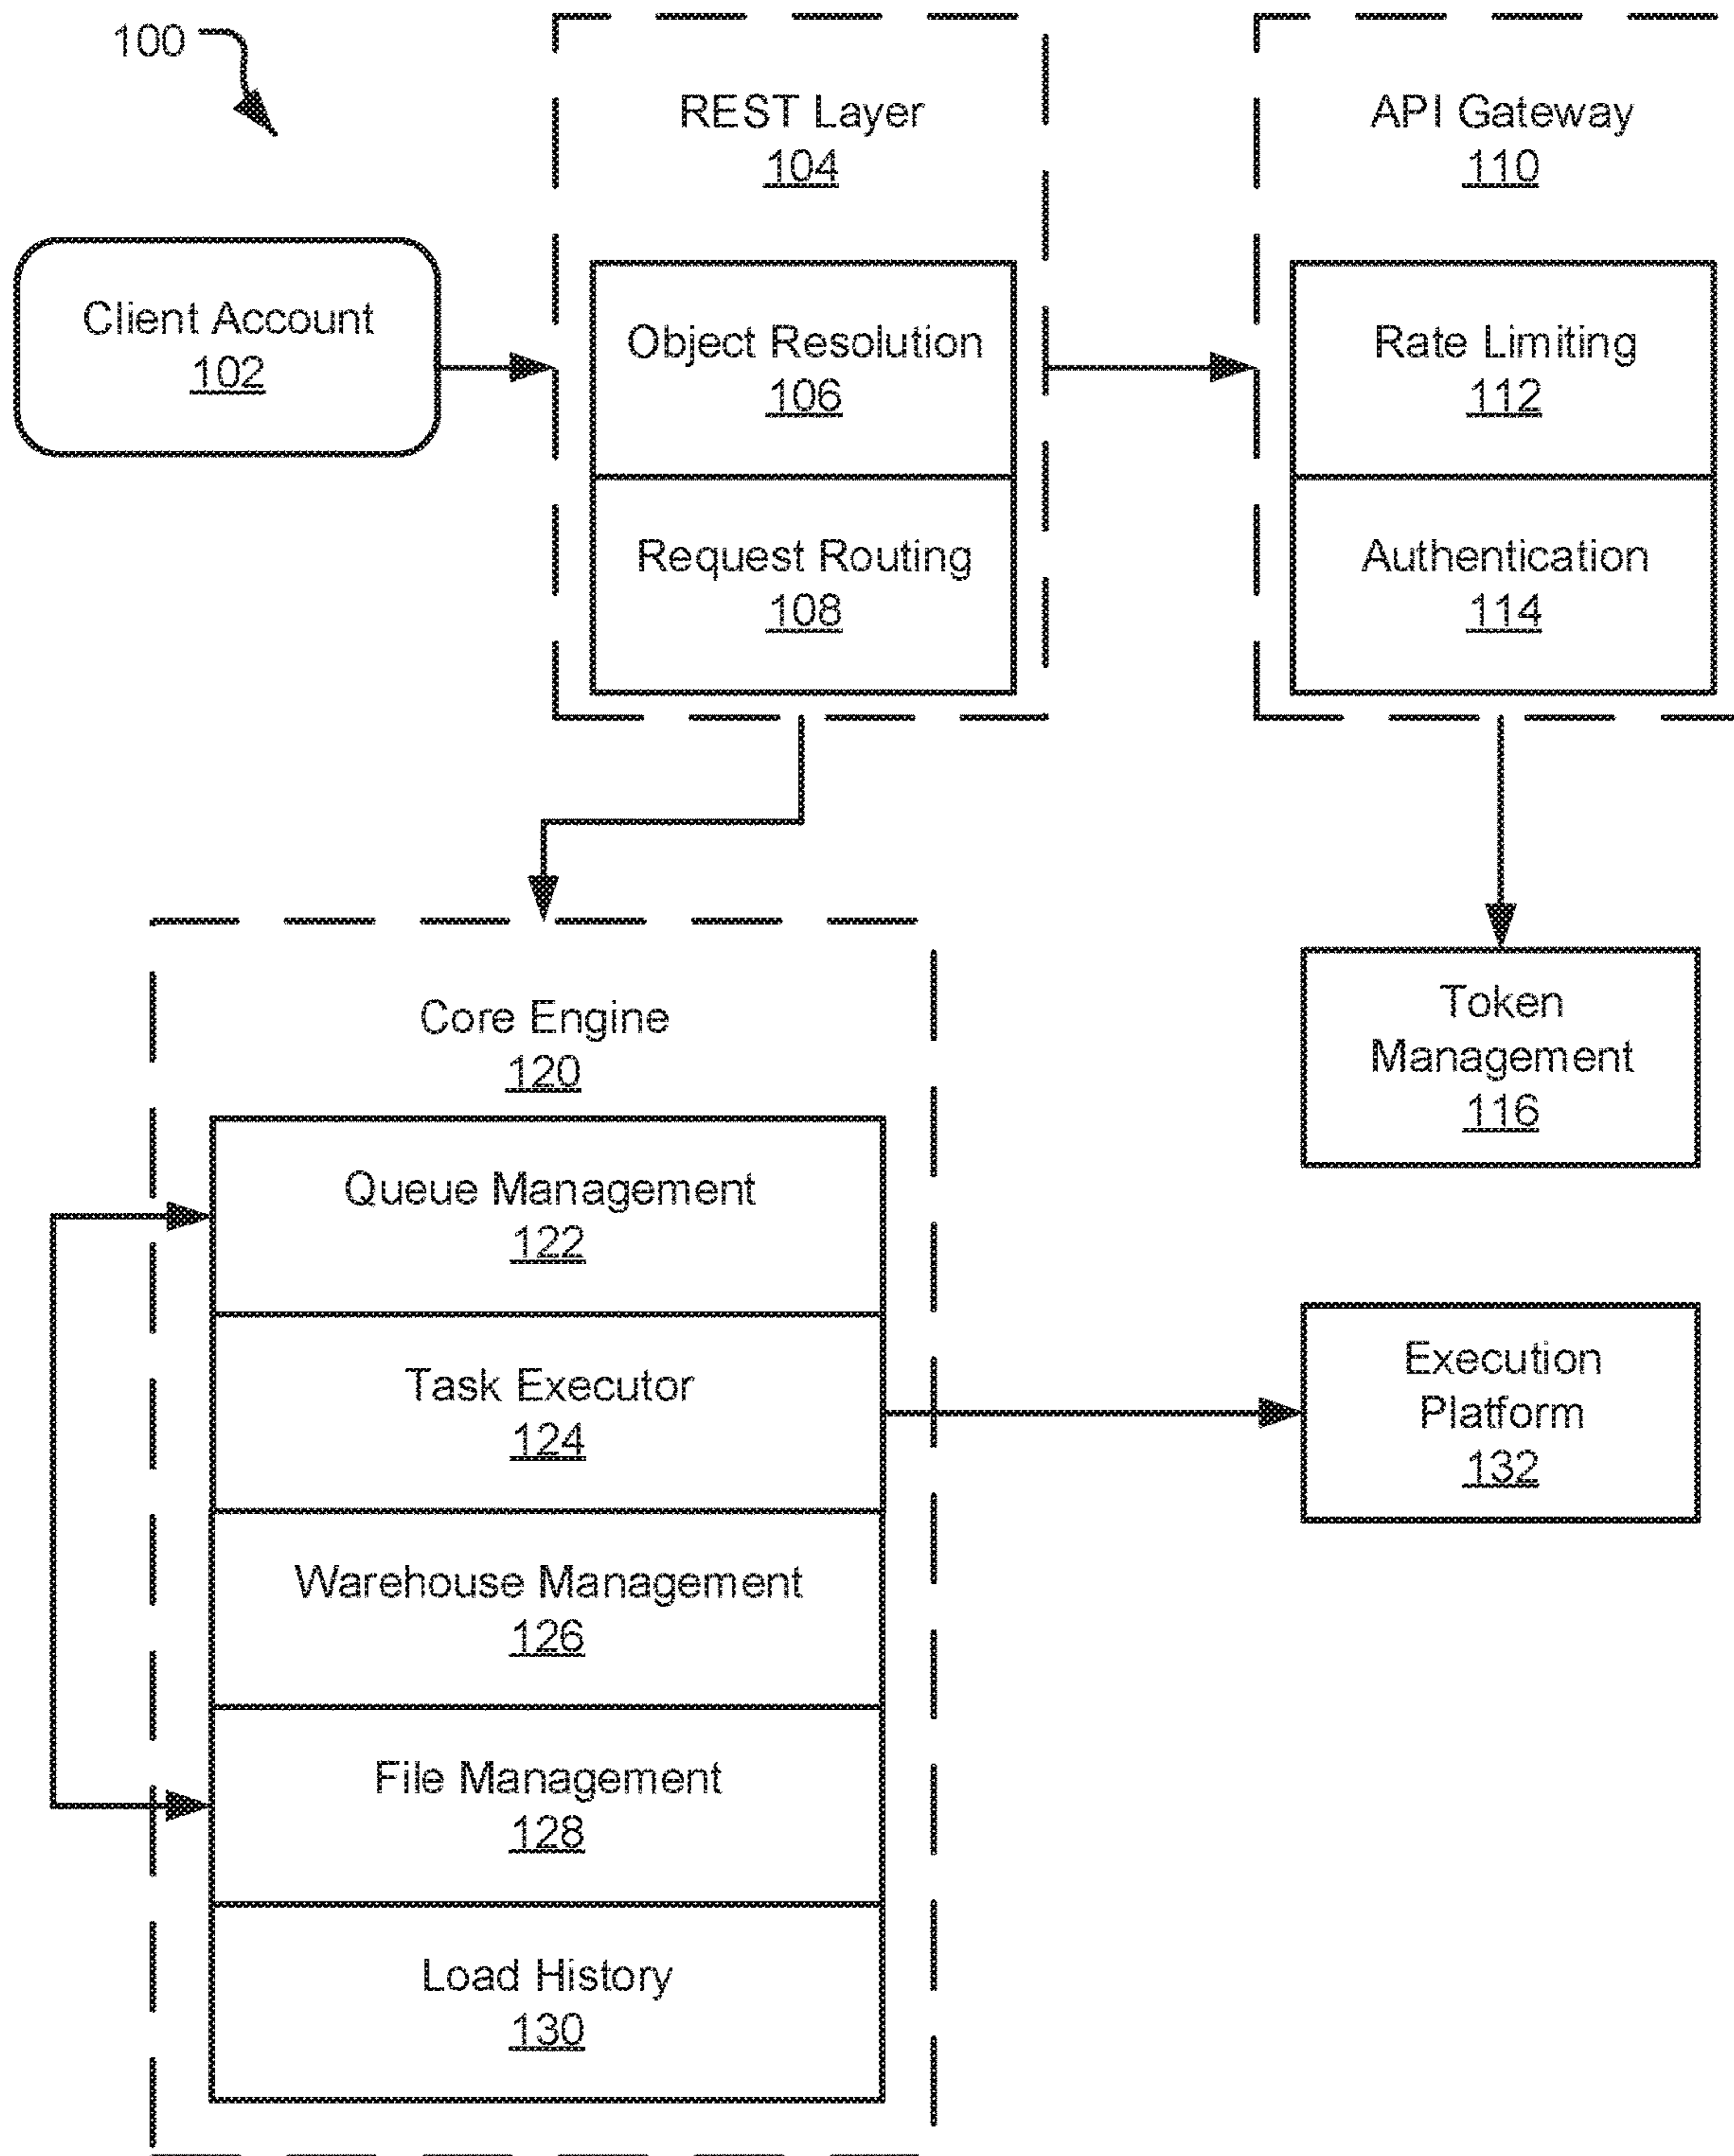 100
REST Layer
104
API Gateway
110
Client Account
102
Object Resolution
106
Rate Limiting
112
Request Routing
108
Authentication
114
Core Engine
120
Token
Management
116
Queue Management
122
Task Executor
124
Execution
Platform
132
Warehouse Management
126
File Management
128
Load History
130